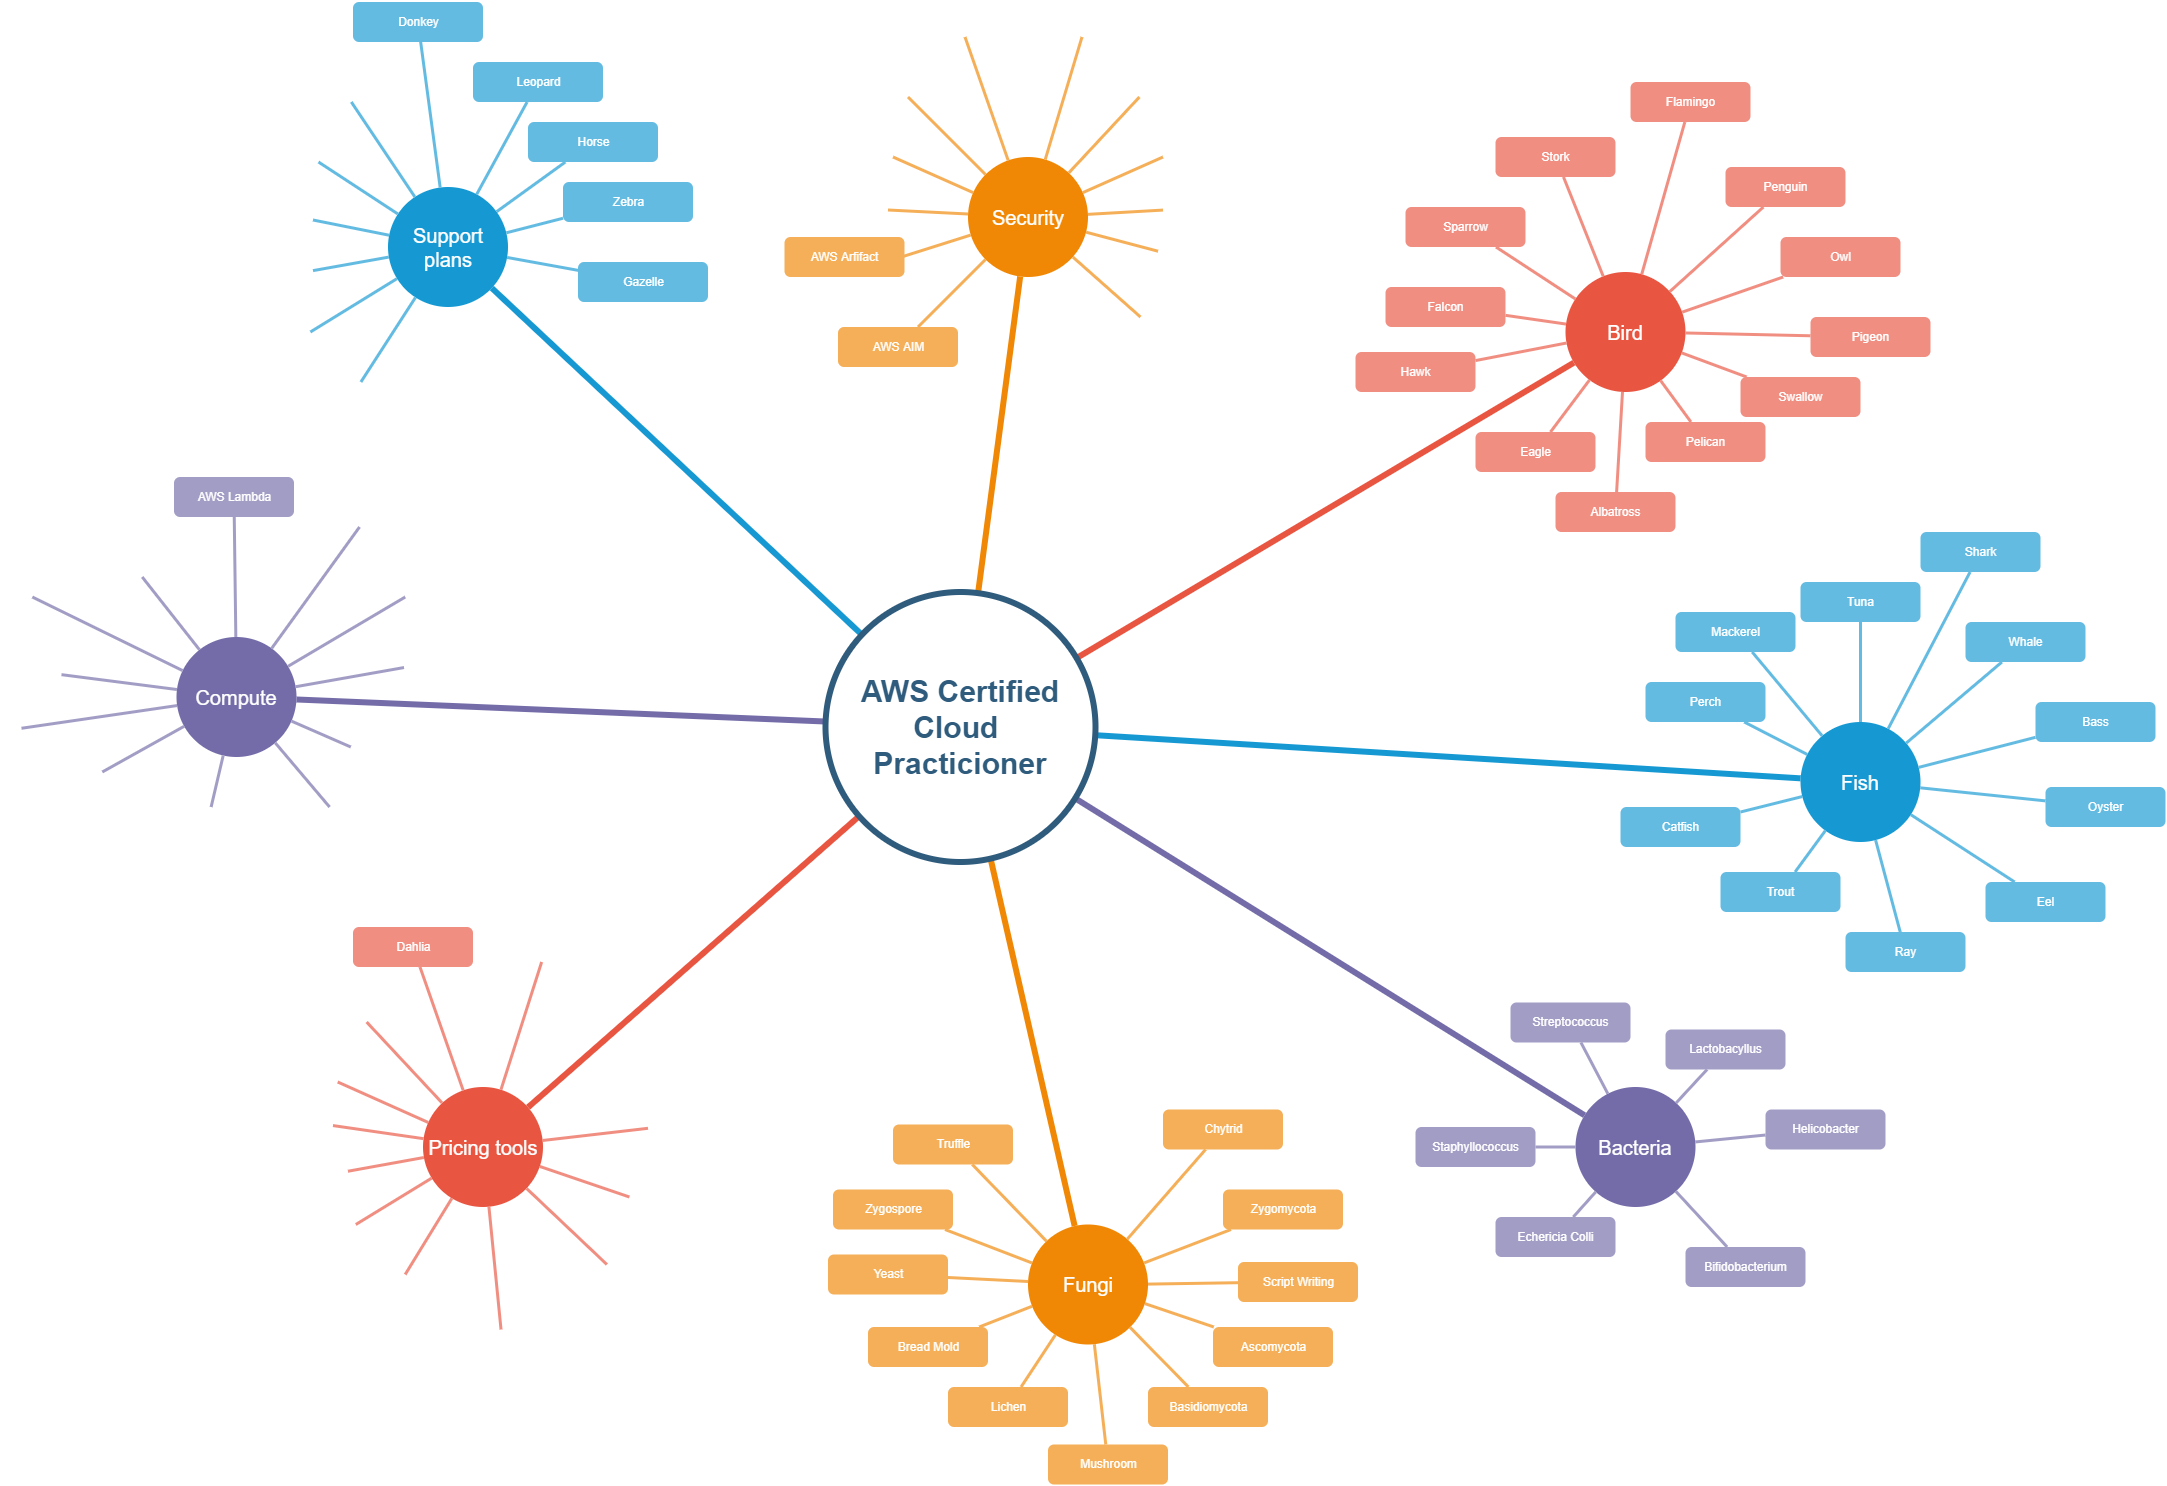 Donkey
Leopard
Horse
Zebra
Gazelle
Support
plans
Security
AWS Arfifact
AWS AIM
Flamingo
Stork
Penguin
Sparrow
Owl
Falcon
Bird
Pigeon
Hawk
Swallow
Eagle
Pelican
Albatross
AWS Lambda
Compute
AWS Certified
Cloud
Practicioner
Shark
Tuna
Mackerel
Whale
Perch
Bass
Fish
Catfish
Oyster
Trout
Eel
Ray
Dahlia
Pricing tools
Streptococcus
Lactobacyllus
Helicobacter
Staphyllococcus
Bacteria
Echericia Colli
Bifidobacterium
Truffle
Chytrid
Zygospore
Zygomycota
Yeast
Fungi
Script Writing
Bread Mold
Ascomycota
Lichen
Basidiomycota
Mushroom